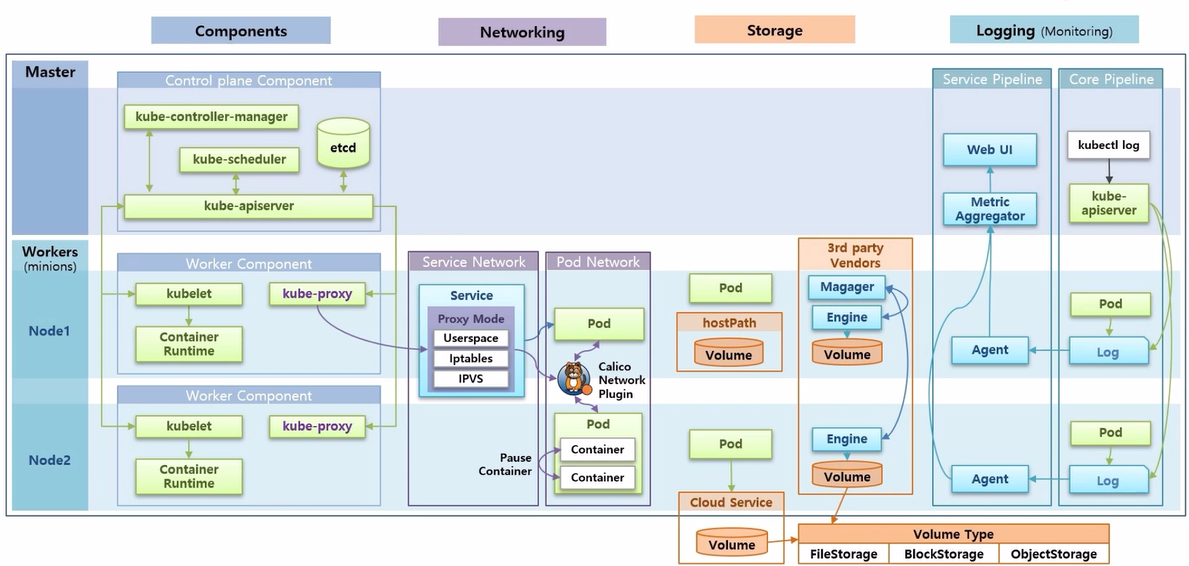 Components
Networking
Storage
Logging (Monitoring)
Master
Control plane Component
kube-controller-manager
kube-scheduler
etcd
kube-apiserver
Service Pipeline
Core Pipeline
Web UI
kubectl log
Metric
Aggregator
kube-
apiserver
Workers
(minions)
Node1
Worker Component
kubelet
kube-proxy
Container
Runtime
Service Network
Service
Proxy Mode
Userspace
Iptables
IPVS
Pod Network
Pod
Calico
Network
Plugin
Pod
hostPath
Volume
3rd party
Vendors
Magager
Engine
Volume
Agent
Pod
Log
Node2
Worker Component
kubelet
kube-proxy
Container
Runtime
Pause
Container
Pod
Container
Container
Pod
Cloud Service
Volume
Engine
Volume
Agent
Pod
Log
Volume Type
FileStorage
BlockStorage
ObjectStorage